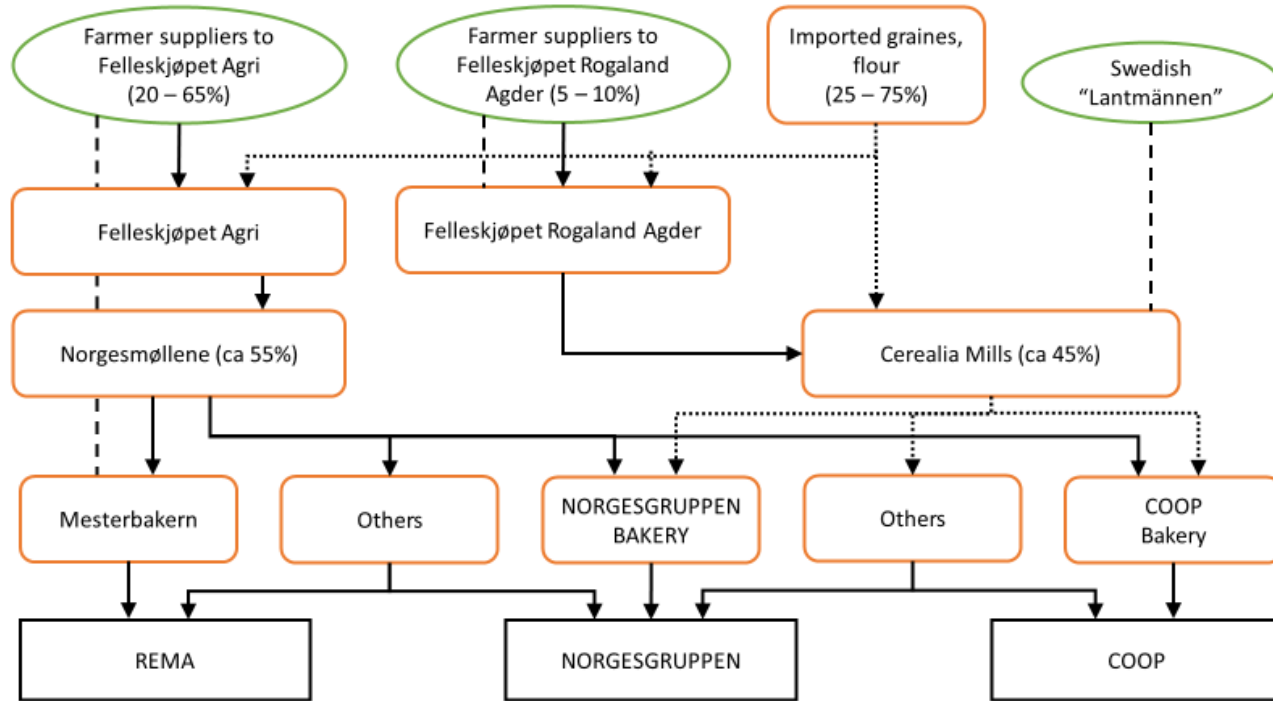 Farmer suppliers to
Felleskjøpet Agri
(20 – 65%)
Farmer suppliers to
Felleskjøpet Rogaland
Agder (5 – 10%)
Imported graines,
flour
(25 – 75%)
Swedish
“Lantmännen”
Felleskjøpet Agri
Felleskjøpet Rogaland Agder
Norgesmøllene (ca 55%)
Cerealia Mills (ca 45%)
Mesterbakern
Others
NORGESGRUPPEN
BAKERY
Others
COOP
Bakery
REMA
NORGESGRUPPEN
COOP